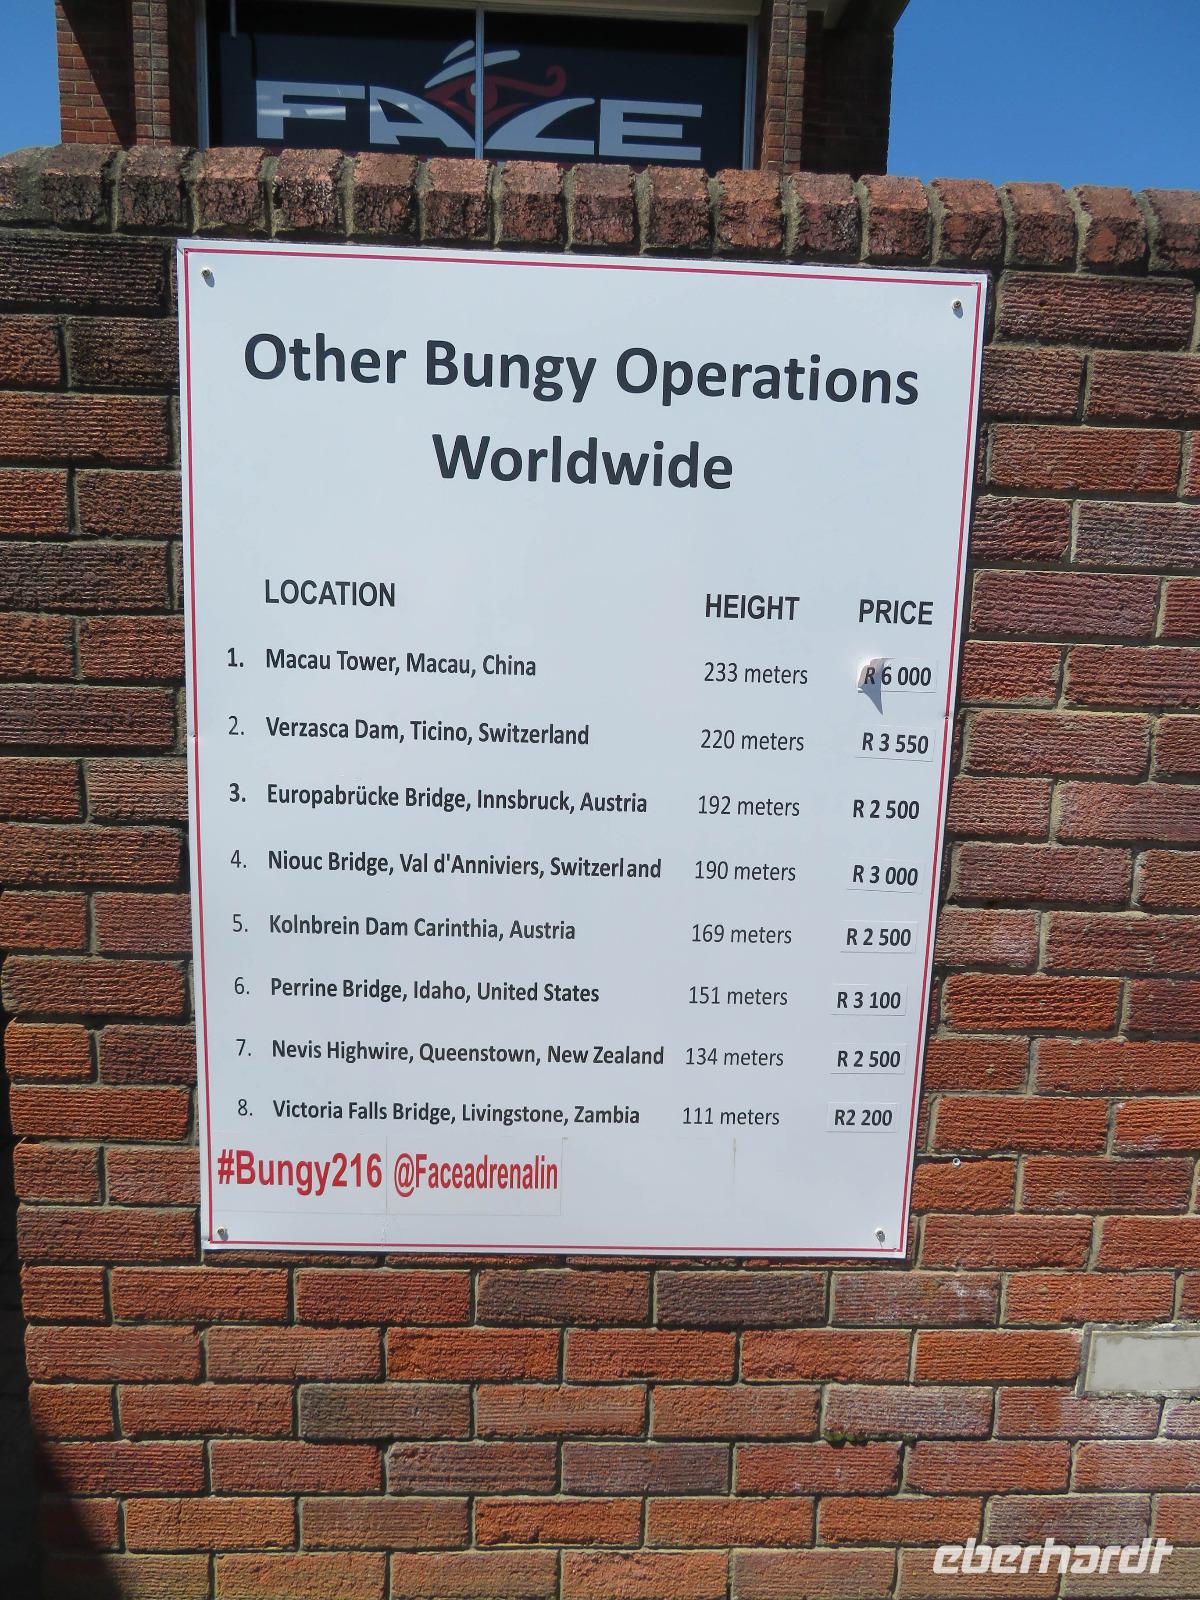 FACE
Other Bungy Operations
Worldwide
LOCATION HEIGHT PRICE
1. Macau Tower, Macau, China 233 meters R 6 000
2. Verzasca Dam, Ticino, Switzerland 220 meters R 3 550
3. Europabrücke Bridge, Innsbruck, Austria 192 meters R 2 500
4. Niouc Bridge, Val d'Anniviers, Switzerland 190 meters R 3 000
5. Kolnbrein Dam Carinthia, Austria 169 meters R 2 500
6. Perrine Bridge, Idaho, United States 151 meters R 3 100
7. Nevis Highwire, Queenstown, New Zealand 134 meters R 2 500
8. Victoria Falls Bridge, Livingstone, Zambia 111 meters R2 200
#Bungy216 @Faceadrenalin
eberhardt